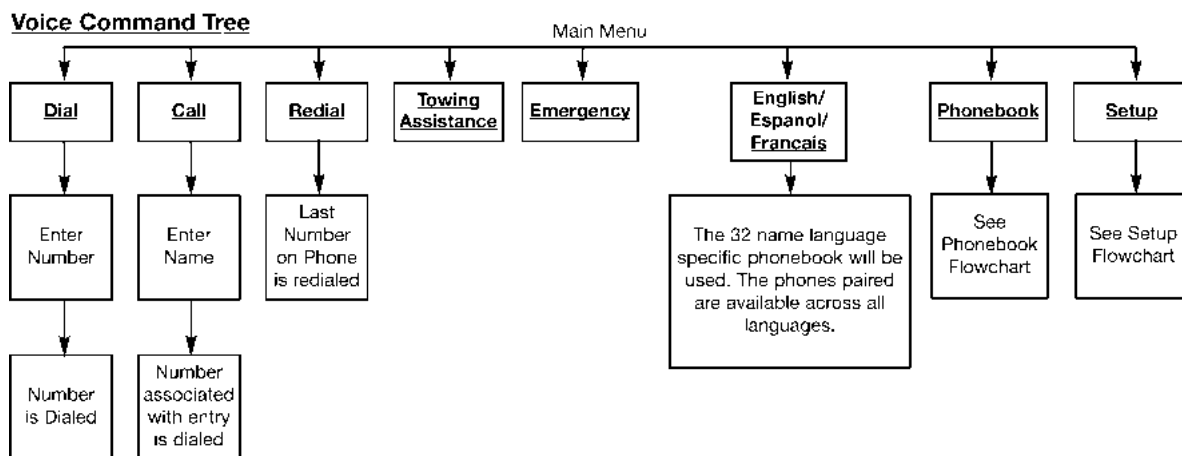 Voice Command Tree
Main Menu
Dial
Call
Redial
Towing
Assistance
Emergency
English/
Espanol/
Francais
Phonebook
Setup
Enter
Number
Enter
Name
Last
Number
on Phone
is redialed
The 32 name language
specific phonebook will be
used. The phones paired
are available across all
languages.
See
Phonebook
Flowchart
See Setup
Flowchart
Number
is Dialed
Number
associated
with entry
is dialed